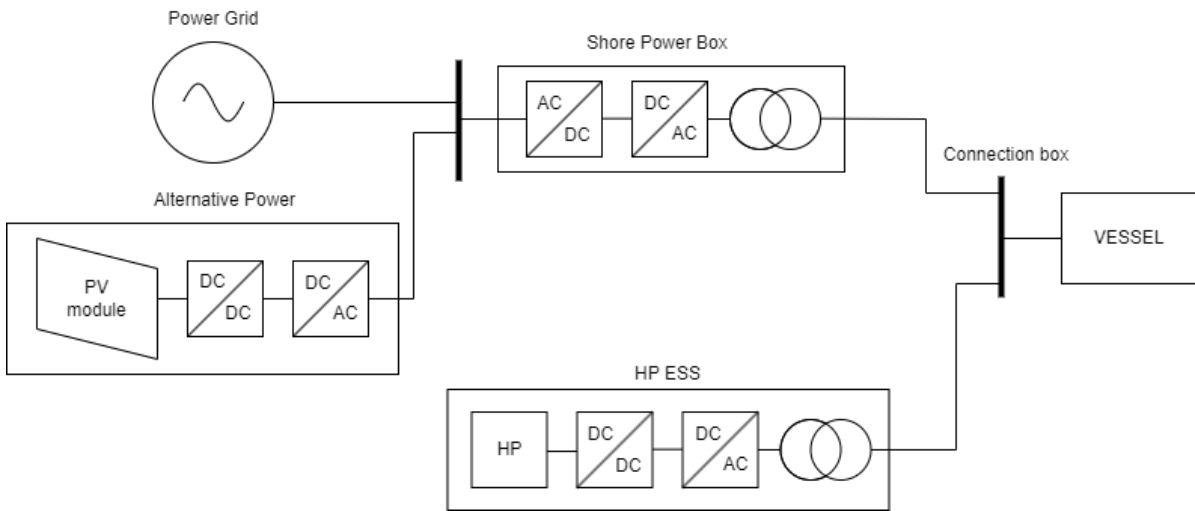 Power Grid
Shore Power Box
AC
DC
DC
AC
Connection box
Alternative Power
VESSEL
PV
module
DC
DC
DC
AC
HP ESS
HP
DC
DC
DC
AC